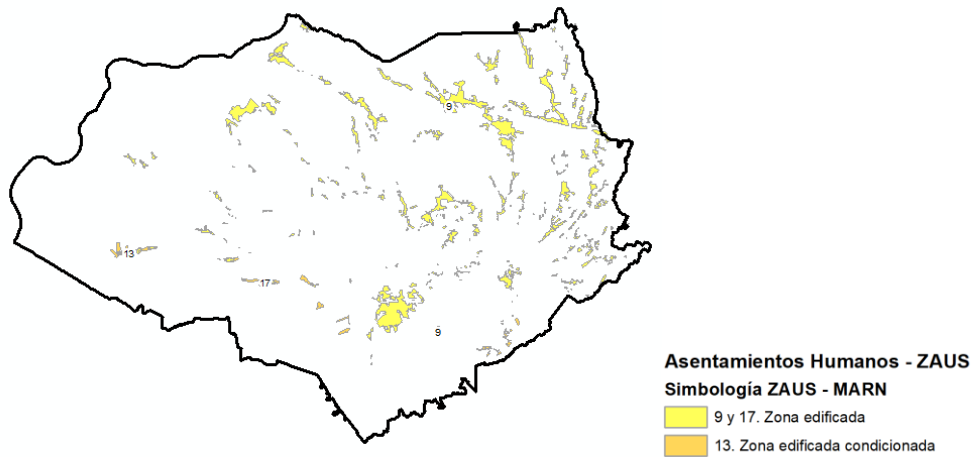 9
13
17
9
Asentamientos Humanos - ZAUS
Simbología ZAUS - MARN
9 y 17. Zona edificada
13. Zona edificada condicionada